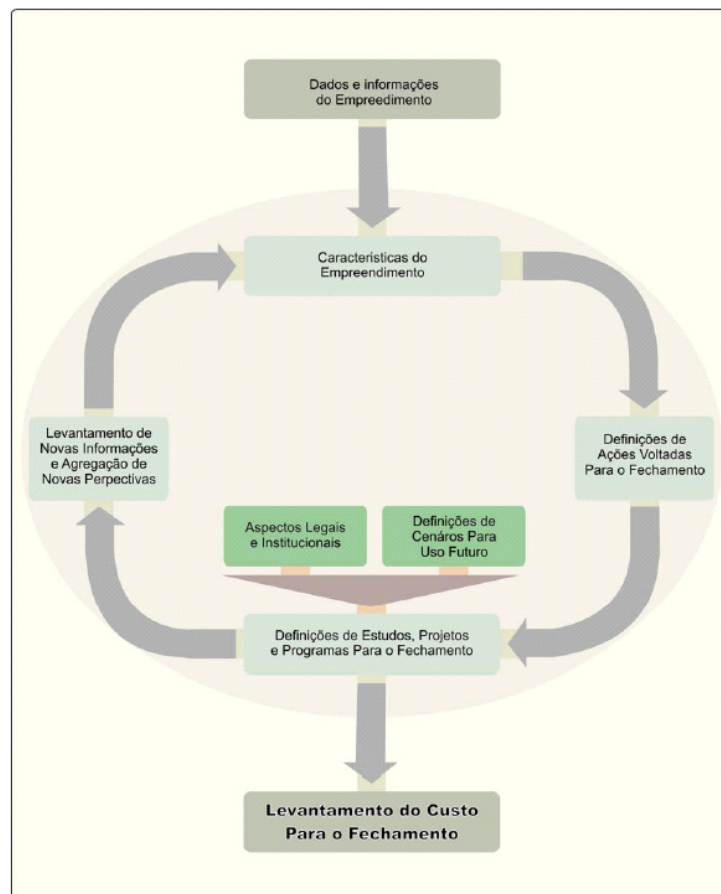 Dados e informações
do Empreedimento
Características do
Empreendimento
Levantamento de
Novas Informações
e Agregação de
Novas Perpectivas
Definições de
Ações Voltadas
Para o Fechamento
Aspectos Legais
e Institucionais
Definições de
Cenáros Para
Uso Futuro
Definições de Estudos, Projetos
e Programas Para o Fechamento
Levantamento do Custo
Para o Fechamento